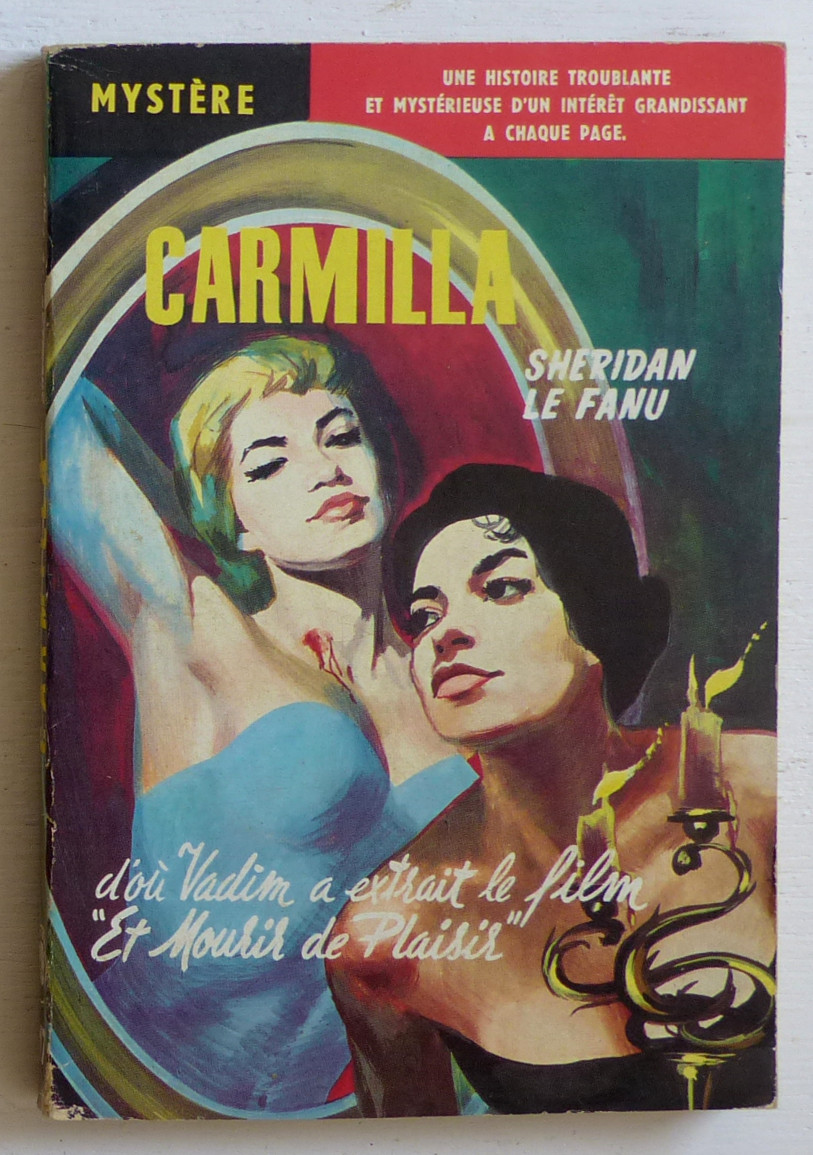 MYSTÈRE
UNE HISTOIRE TROUBLANTE
ET MYSTÉRIEUSE D'UN INTÉRÊT GRANDISSANT
A CHAQUE PAGE.
CARMILLA
SHERIDAN
LE FANU
d'où Vadim a extrait le film
"Et Mourir de Plaisir"